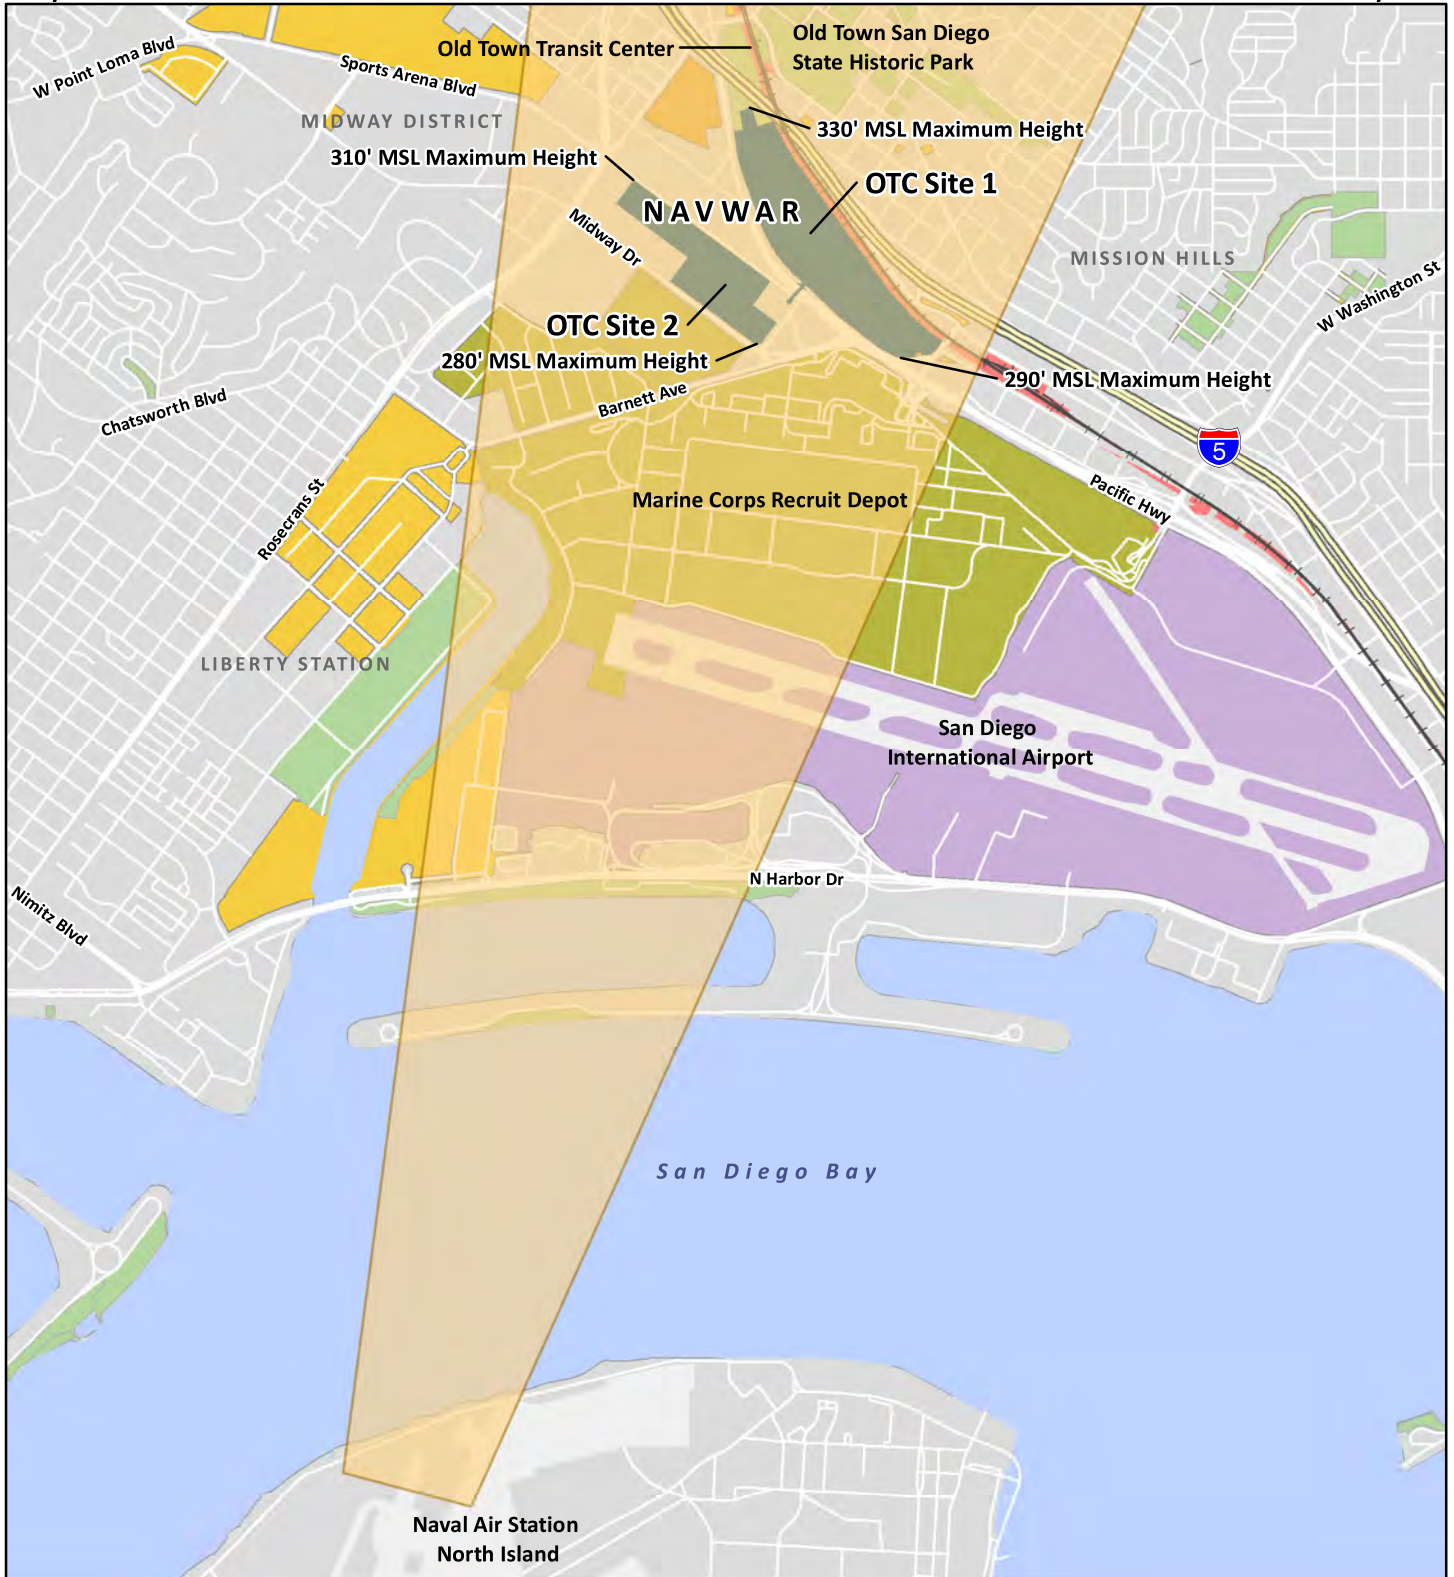 Old Town Transit Center
Old Town San Diego
State Historic Park
W Point Loma Blvd
Sports Arena Blvd
MIDWAY DISTRICT
330' MSL Maximum Height
310' MSL Maximum Height
OTC Site 1
NAVWAR
Midway Dr
MISSION HILLS
W Washington St
OTC Site 2
280' MSL Maximum Height
290' MSL Maximum Height
Chatsworth Blvd
Barnett Ave
5
Rosecrans St
Marine Corps Recruit Depot
Pacific Hwy
LIBERTY STATION
San Diego
International Airport
N Harbor Dr
Nimitz Blvd
San Diego Bay
Naval Air Station
North Island